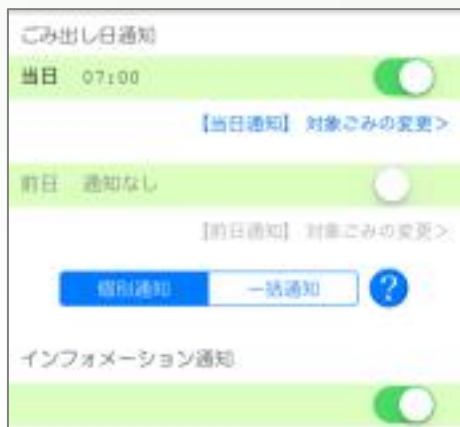 ごみ出し日通知
当日 07:00
【当日通知】 対象ごみの変更>
前日 通知なし
【前日通知】 対象ごみの変更>
個別通知 一括通知 ?
インフォメーション通知